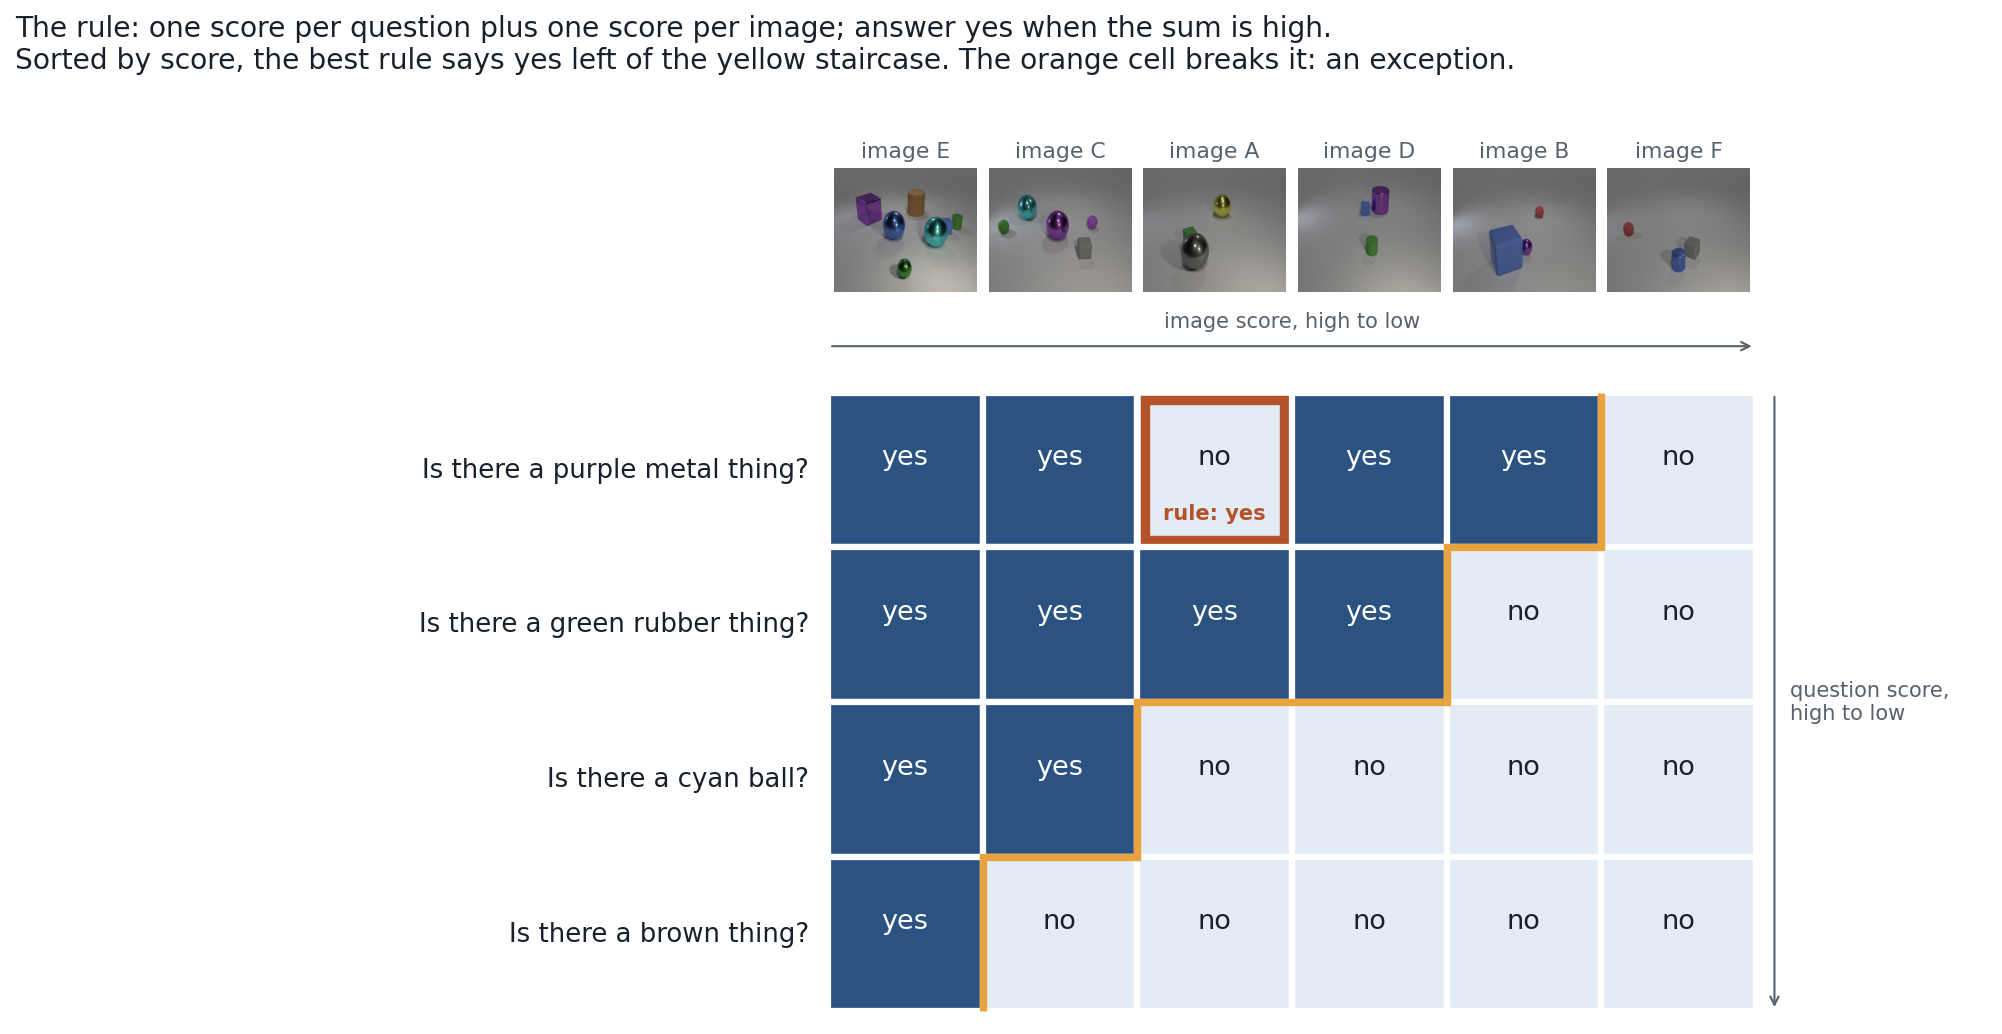 The rule: one score per question plus one score per image; answer yes when the sum is high.
Sorted by score, the best rule says yes left of the yellow staircase. The orange cell breaks it: an exception.
image E image C image A image D image B image F
image score, high to low
Is there a purple metal thing? yes yes no yes yes no
rule: yes
Is there a green rubber thing? yes yes yes yes no no
question score,
high to low
Is there a cyan ball? yes yes no no no no
Is there a brown thing? yes no no no no no